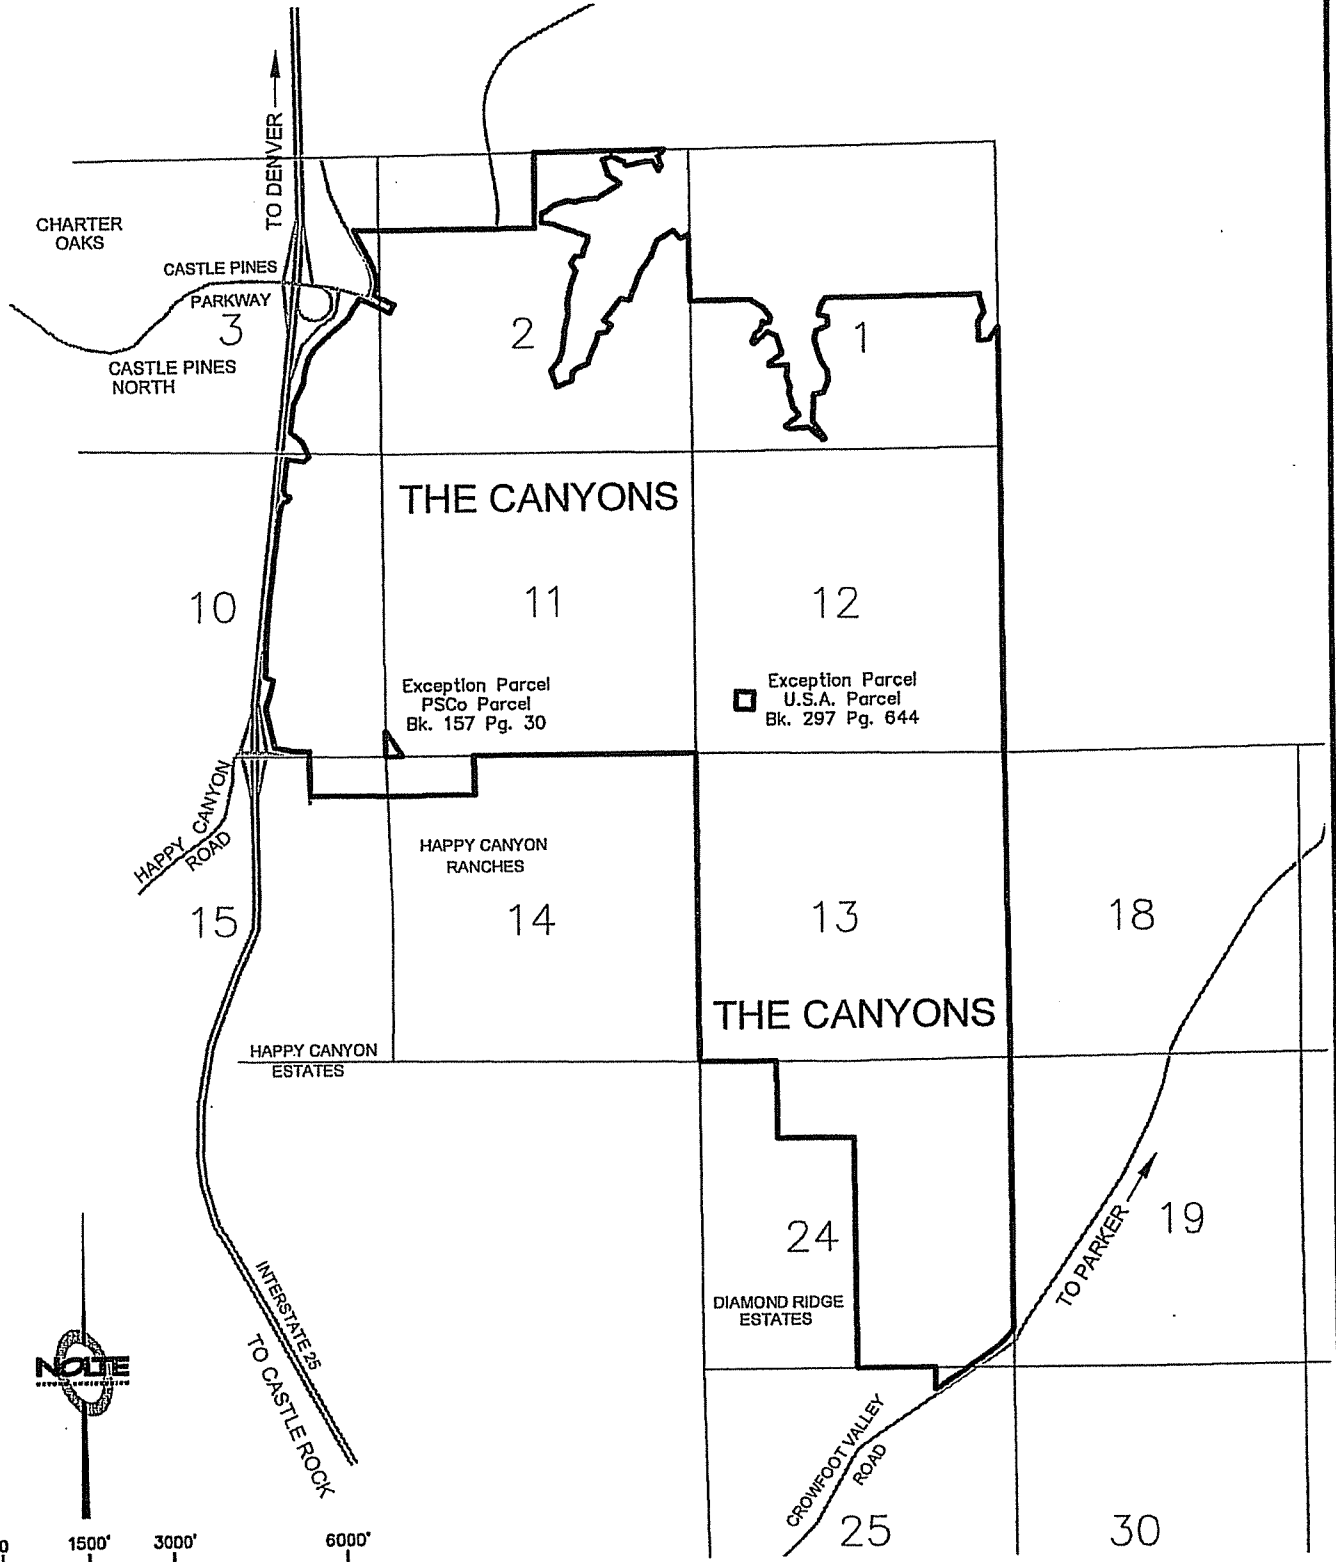 TO DENVER
CHARTER
OAKS
CASTLE PINES
PARKWAY
3
2
1
CASTLE PINES
NORTH
THE CANYONS
10
11
12
Exception Parcel
PSCo Parcel
Bk. 157 Pg. 30
Exception Parcel
U.S.A. Parcel
Bk. 297 Pg. 644
HAPPY CANYON
ROAD
HAPPY CANYON
RANCHES
15
14
13
18
THE CANYONS
HAPPY CANYON
ESTATES
24
19
TO PARKER
DIAMOND RIDGE
ESTATES
INTERSTATE 25
TO CASTLE ROCK
NOLTE
CROWFOOT VALLEY
ROAD
25
30
0 1500' 3000' 6000'